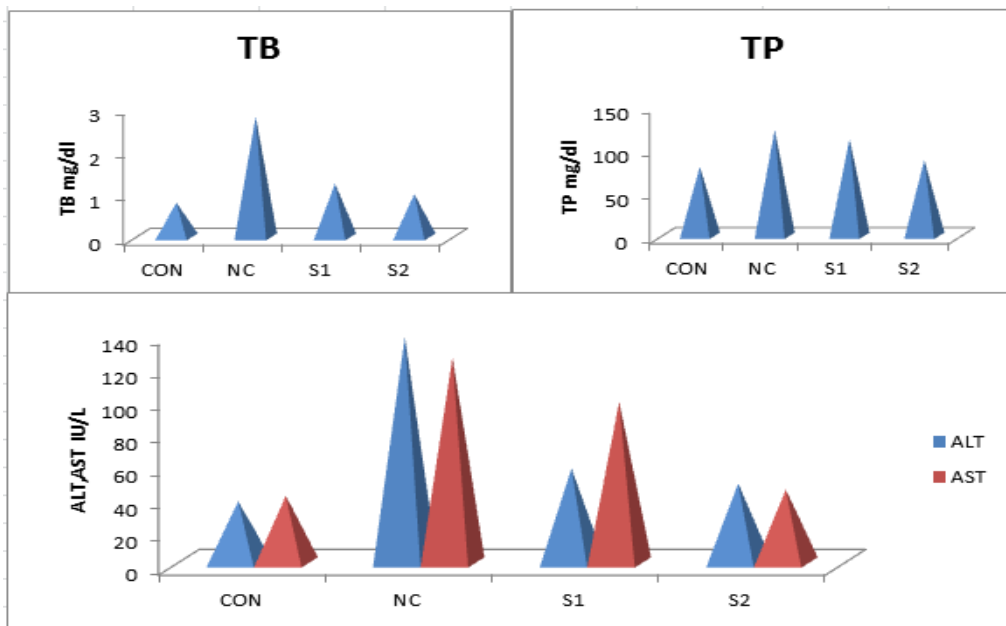 TB
TB mg/dl
3
2
1
0
CON NC S1 S2
TP
TP mg/dl
150
100
50
0
CON NC S1 S2
ALT,AST IU/L
140
120
100
80
60
40
20
0
CON NC S1 S2
ALT
AST